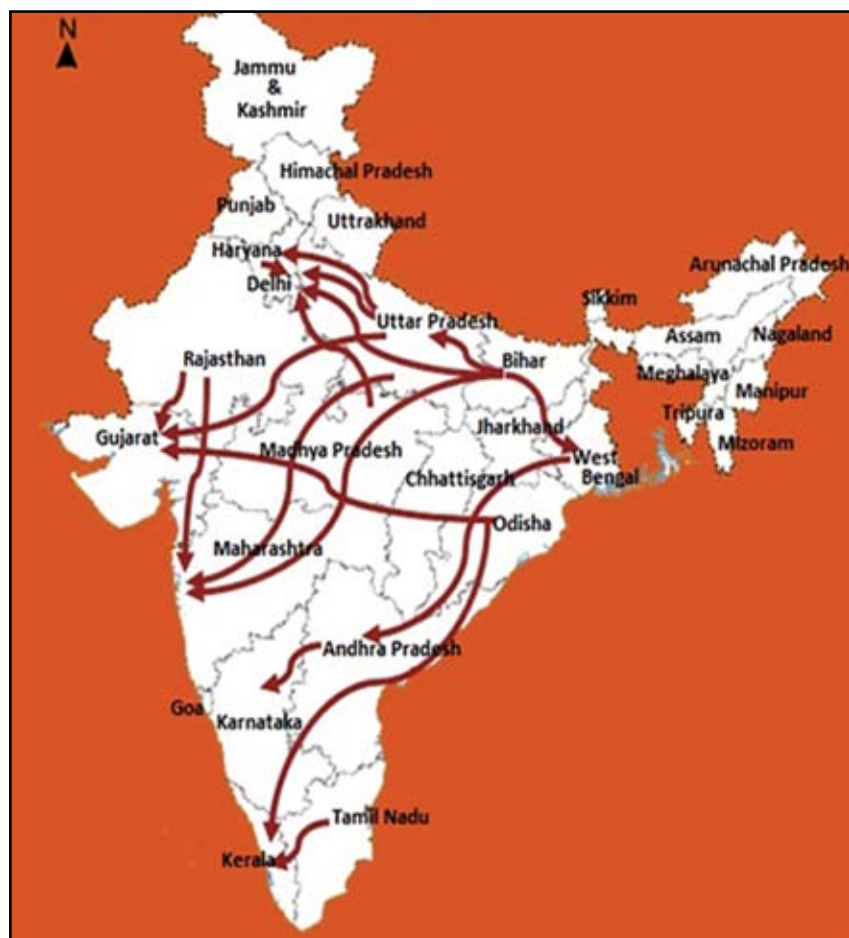 N
Jammu
&
Kashmir
Himachal Pradesh
Punjab
Uttrakhand
Haryana
Delhi
Arunachal Pradesh
Sikkim
Uttar Pradesh
Assam
Nagaland
Rajasthan
Bihar
Meghalaya
Manipur
Tripura
Jharkhand
Gujarat
Mizoram
Madhya Pradesh
West
Bengal
Chhattisgarh
Odisha
Maharashtra
Andhra Pradesh
Goa
Karnataka
Tamil Nadu
Kerala